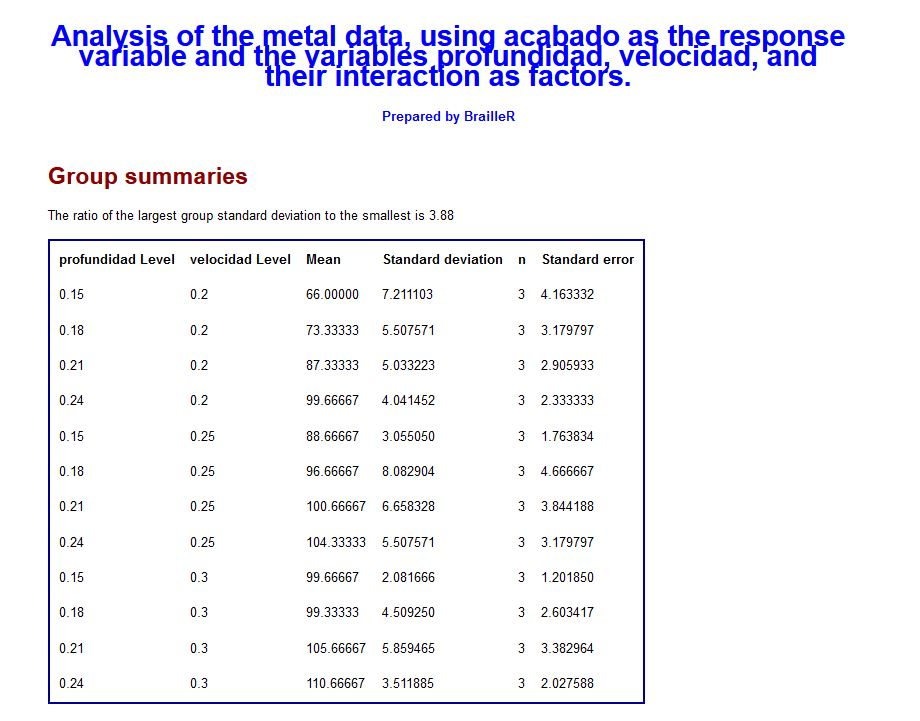 Analysis of the metal data, using acabado as the response
variable and the variables profundidad, velocidad, and
their interaction as factors.
Prepared by BrailleR
Group summaries
The ratio of the largest group standard deviation to the smallest is 3.88
profundidad Level velocidad Level Mean Standard deviation n Standard error
0.15 0.2 66.00000 7.211103 3 4.163332
0.18 0.2 73.33333 5.507571 3 3.179797
0.21 0.2 87.33333 5.033223 3 2.905933
0.24 0.2 99.66667 4.041452 3 2.333333
0.15 0.25 88.66667 3.055050 3 1.763834
0.18 0.25 96.66667 8.082904 3 4.666667
0.21 0.25 100.66667 6.658328 3 3.844188
0.24 0.25 104.33333 5.507571 3 3.179797
0.15 0.3 99.66667 2.081666 3 1.201850
0.18 0.3 99.33333 4.509250 3 2.603417
0.21 0.3 105.66667 5.859465 3 3.382964
0.24 0.3 110.66667 3.511885 3 2.027588